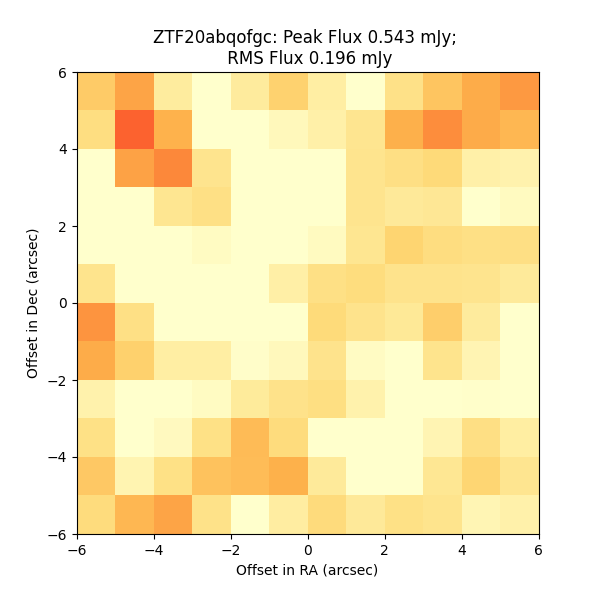 ZTF20abqofgc: Peak Flux 0.543 mJy;
RMS Flux 0.196 mJy
6
4
2
0
−2
−4
−6
Offset in Dec (arcsec)
−6 −4 −2 0 2 4 6
Offset in RA (arcsec)